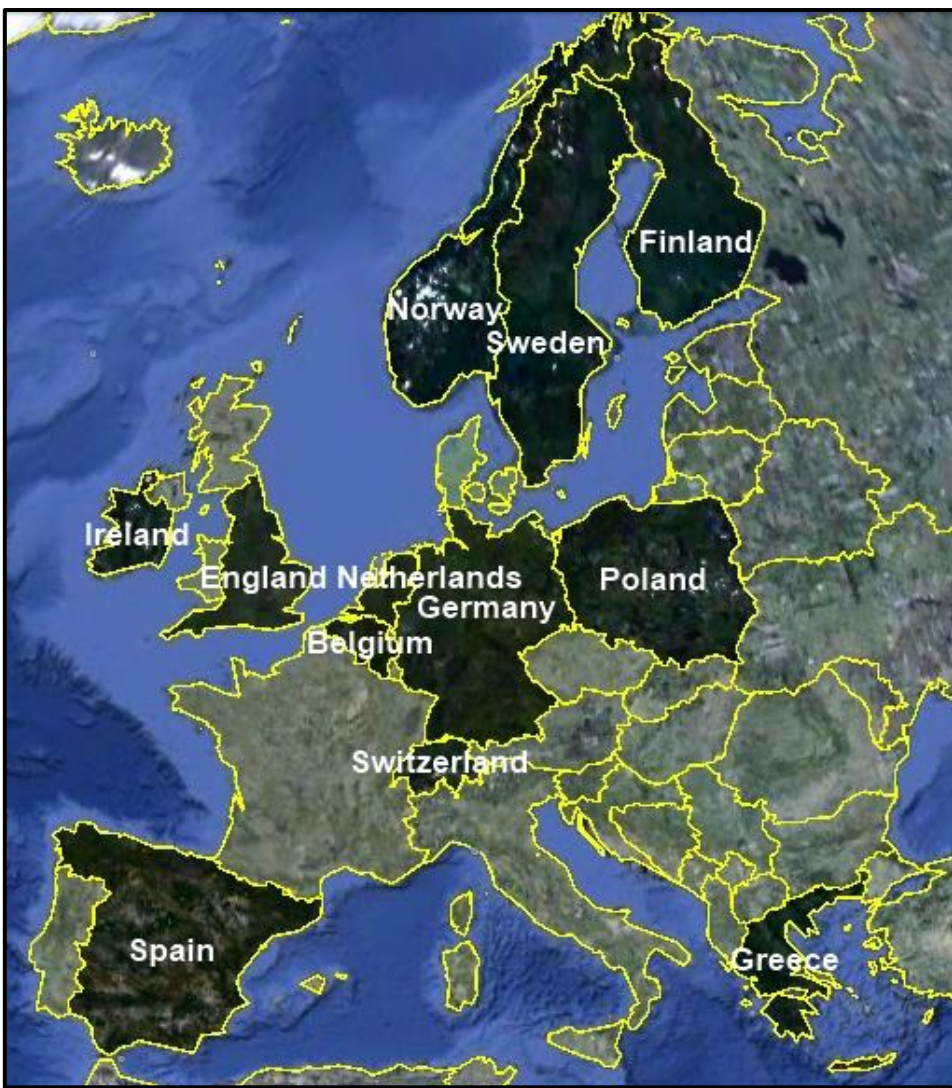 Finland
Norway
Sweden
Ireland
England Netherlands
Germany
Poland
Belgium
Switzerland
Spain
Greece